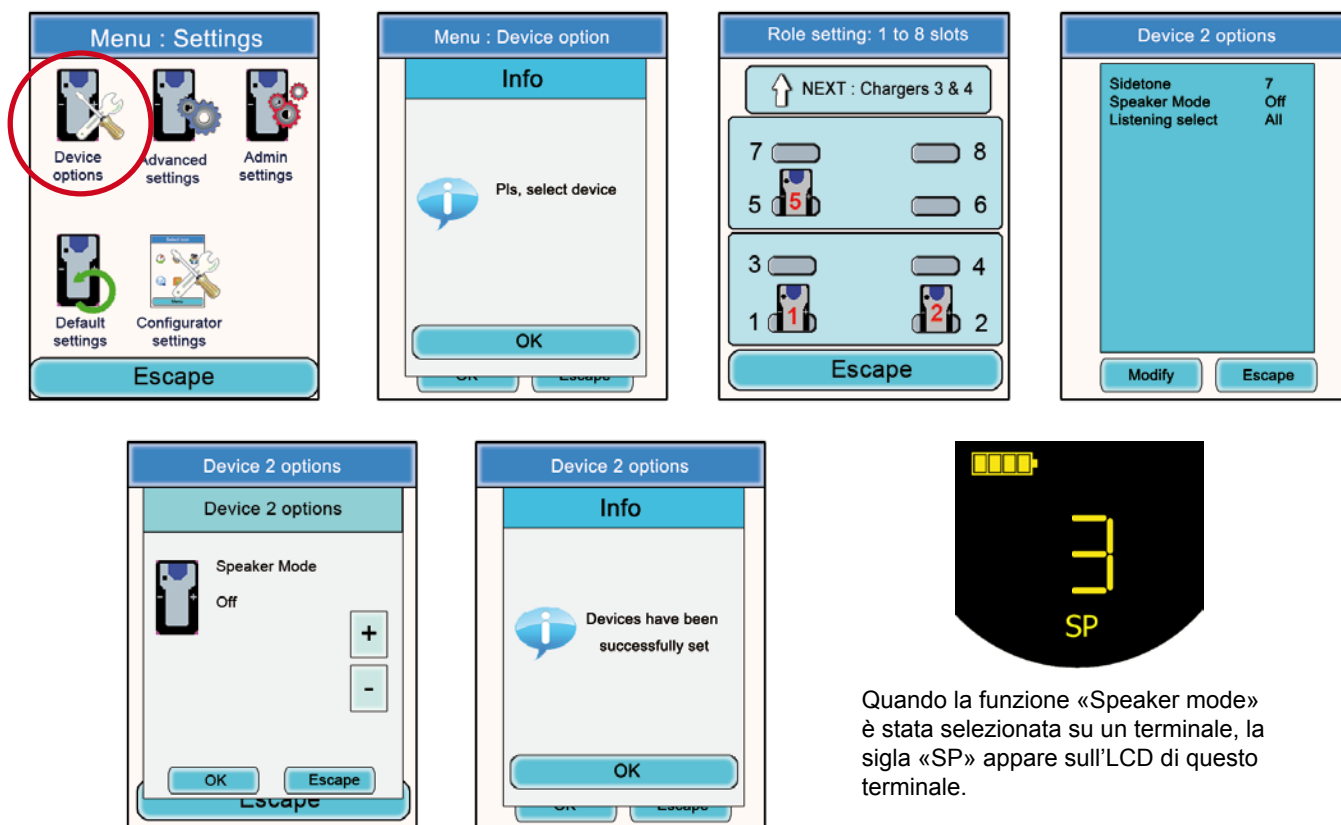 Menu : Settings
Device options
Advanced settings
Admin settings
Default settings
Configurator settings
Escape
Menu : Device option
Info
Pls, select device
OK
OK Escape
Role setting: 1 to 8 slots
NEXT : Chargers 3 & 4
7 8
5 5 6
3 4
1 1 2 2
Escape
Device 2 options
Sidetone 7
Speaker Mode Off
Listening select All
Modify Escape
Device 2 options
Device 2 options
Speaker Mode
Off
+
-
OK Escape
Escape
Device 2 options
Info
Devices have been
successfully set
OK
OK Escape
3
SP
Quando la funzione «Speaker mode»
è stata selezionata su un terminale, la
sigla «SP» appare sull’LCD di questo
terminale.